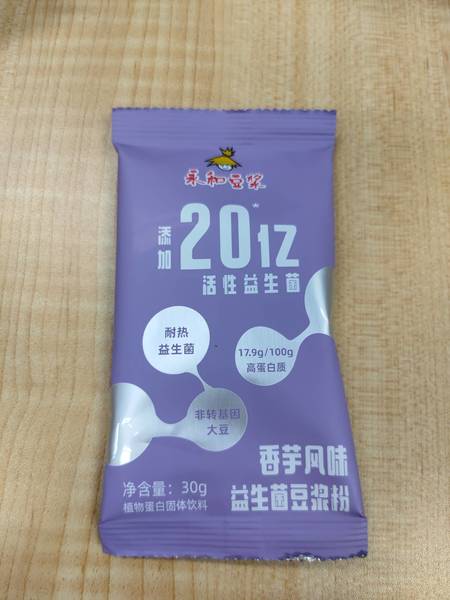 永和豆浆
添加
20亿*
活性益生菌
耐热
益生菌
17.9g/100g
高蛋白质
非转基因
大豆
香芋风味
益生菌豆浆粉
净含量：30g
植物蛋白固体饮料